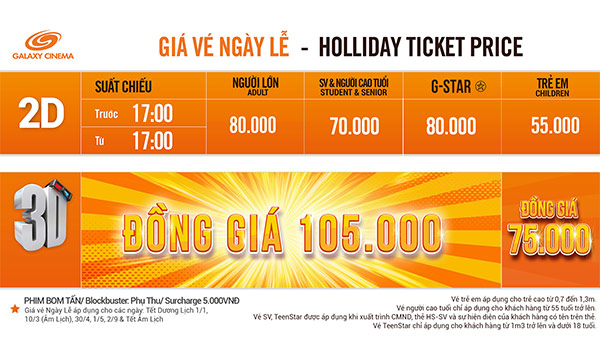 GALAXY CINEMA
GIÁ VÉ NGÀY LỄ - HOLLIDAY TICKET PRICE
2D
SUẤT CHIẾU
Trước 17:00
Từ 17:00
NGƯỜI LỚN
ADULT
80.000
SV & NGƯỜI CAO TUỔI
STUDENT & SENIOR
70.000
G-STAR
80.000
TRẺ EM
CHILDREN
55.000
3D
ĐỒNG GIÁ 105.000
ĐỒNG GIÁ
75.000
PHIM BOM TẤN/ Blockbuster: Phụ Thu/ Surcharge 5.000VNĐ
Giá vé Ngày Lễ áp dụng cho các ngày: Tết Dương Lịch 1/1,
10/3 (Âm Lịch), 30/4, 1/5, 2/9 & Tết Âm Lịch
Vé trẻ em áp dụng cho trẻ cao từ 0,7 đến 1,3m.
Vé người cao tuổi chỉ áp dụng cho khách hàng từ 55 tuổi trở lên.
Vé SV, TeenStar được áp dụng khi xuất trình CMND, thẻ HS-SV và sự hiện diện của khách hàng có tên trên thẻ.
Vé TeenStar chỉ áp dụng cho khách hàng từ 1m3 trở lên và dưới 18 tuổi.